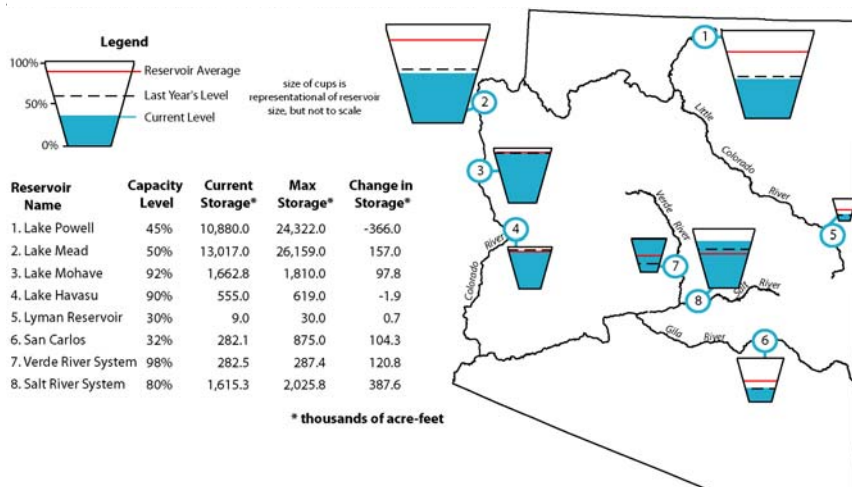 Legend
100%
50%
0%
Reservoir Average
Last Year's Level
Current Level
size of cups is
representational of reservoir
size, but not to scale
Reservoir Name Capacity Level Current Storage* Max Storage* Change in Storage*
1. Lake Powell 45% 10,880.0 24,322.0 -366.0
2. Lake Mead 50% 13,017.0 26,159.0 157.0
3. Lake Mohave 92% 1,662.8 1,810.0 97.8
4. Lake Havasu 90% 555.0 619.0 -1.9
5. Lyman Reservoir 30% 9.0 30.0 0.7
6. San Carlos 32% 282.1 875.0 104.3
7. Verde River System 98% 282.5 287.4 120.8
8. Salt River System 80% 1,615.3 2,025.8 387.6
* thousands of acre-feet
1
2
3
4
5
6
7
8
Little Colorado River
Verde River
Colorado River
Salt River
Gila River